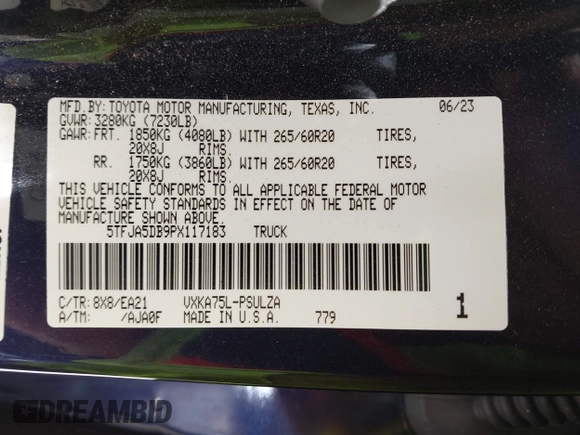 MFD.BY: TOYOTA MOTOR MANUFACTURING, TEXAS, INC. 06/23
GVWR: 3280KG (7230LB)
GAWR: FRT. 1850KG (4080LB) WITH 265/60R20 TIRES,
20X8J RIMS.
RR. 1750KG (3860LB) WITH 265/60R20 TIRES,
20X8J RIMS.
THIS VEHICLE CONFORMS TO ALL APPLICABLE FEDERAL MOTOR
VEHICLE SAFETY STANDARDS IN EFFECT ON THE DATE OF
MANUFACTURE SHOWN ABOVE.
5TFJA5DB9PX117183 TRUCK
C/TR: 8X8/EA21 VXKA75L-PSULZA
A/TM: /AJA0F MADE IN U.S.A. 779
1
DREAMBID